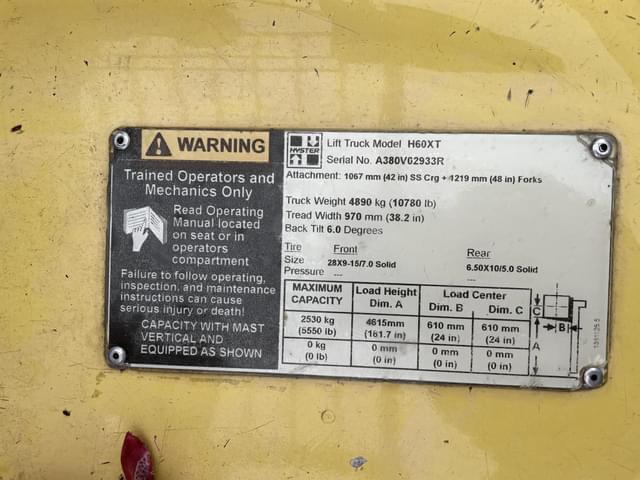 WARNING
Trained Operators and
Mechanics Only
Read Operating
Manual located
on seat or in
operators
compartment
Failure to follow operating,
inspection, and maintenance
instructions can cause
serious injury or death!
CAPACITY WITH MAST
VERTICAL AND
EQUIPPED AS SHOWN
HYSTER
Lift Truck Model H60XT
Serial No. A380V02933R
Attachment: 1067 mm (42 in) SS Crg + 1219 mm (48 in) Forks
Truck Weight 4890 kg (10780 lb)
Tread Width 970 mm (38.2 in)
Back Tilt 6.0 Degrees
Tire Front Rear
Size 28X9-15/7.0 Solid 6.50X10/5.0 Solid
Pressure --- ---
MAXIMUM CAPACITY Load Height Dim. A Load Center Dim. B Dim. C
2530 kg 4615mm 610 mm 610 mm
(5550 lb) (181.7 in) (24 in) (24 in)
0 kg 0 mm 0 mm 0 mm
(0 lb) (0 in) (0 in) (0 in)
C
B
A